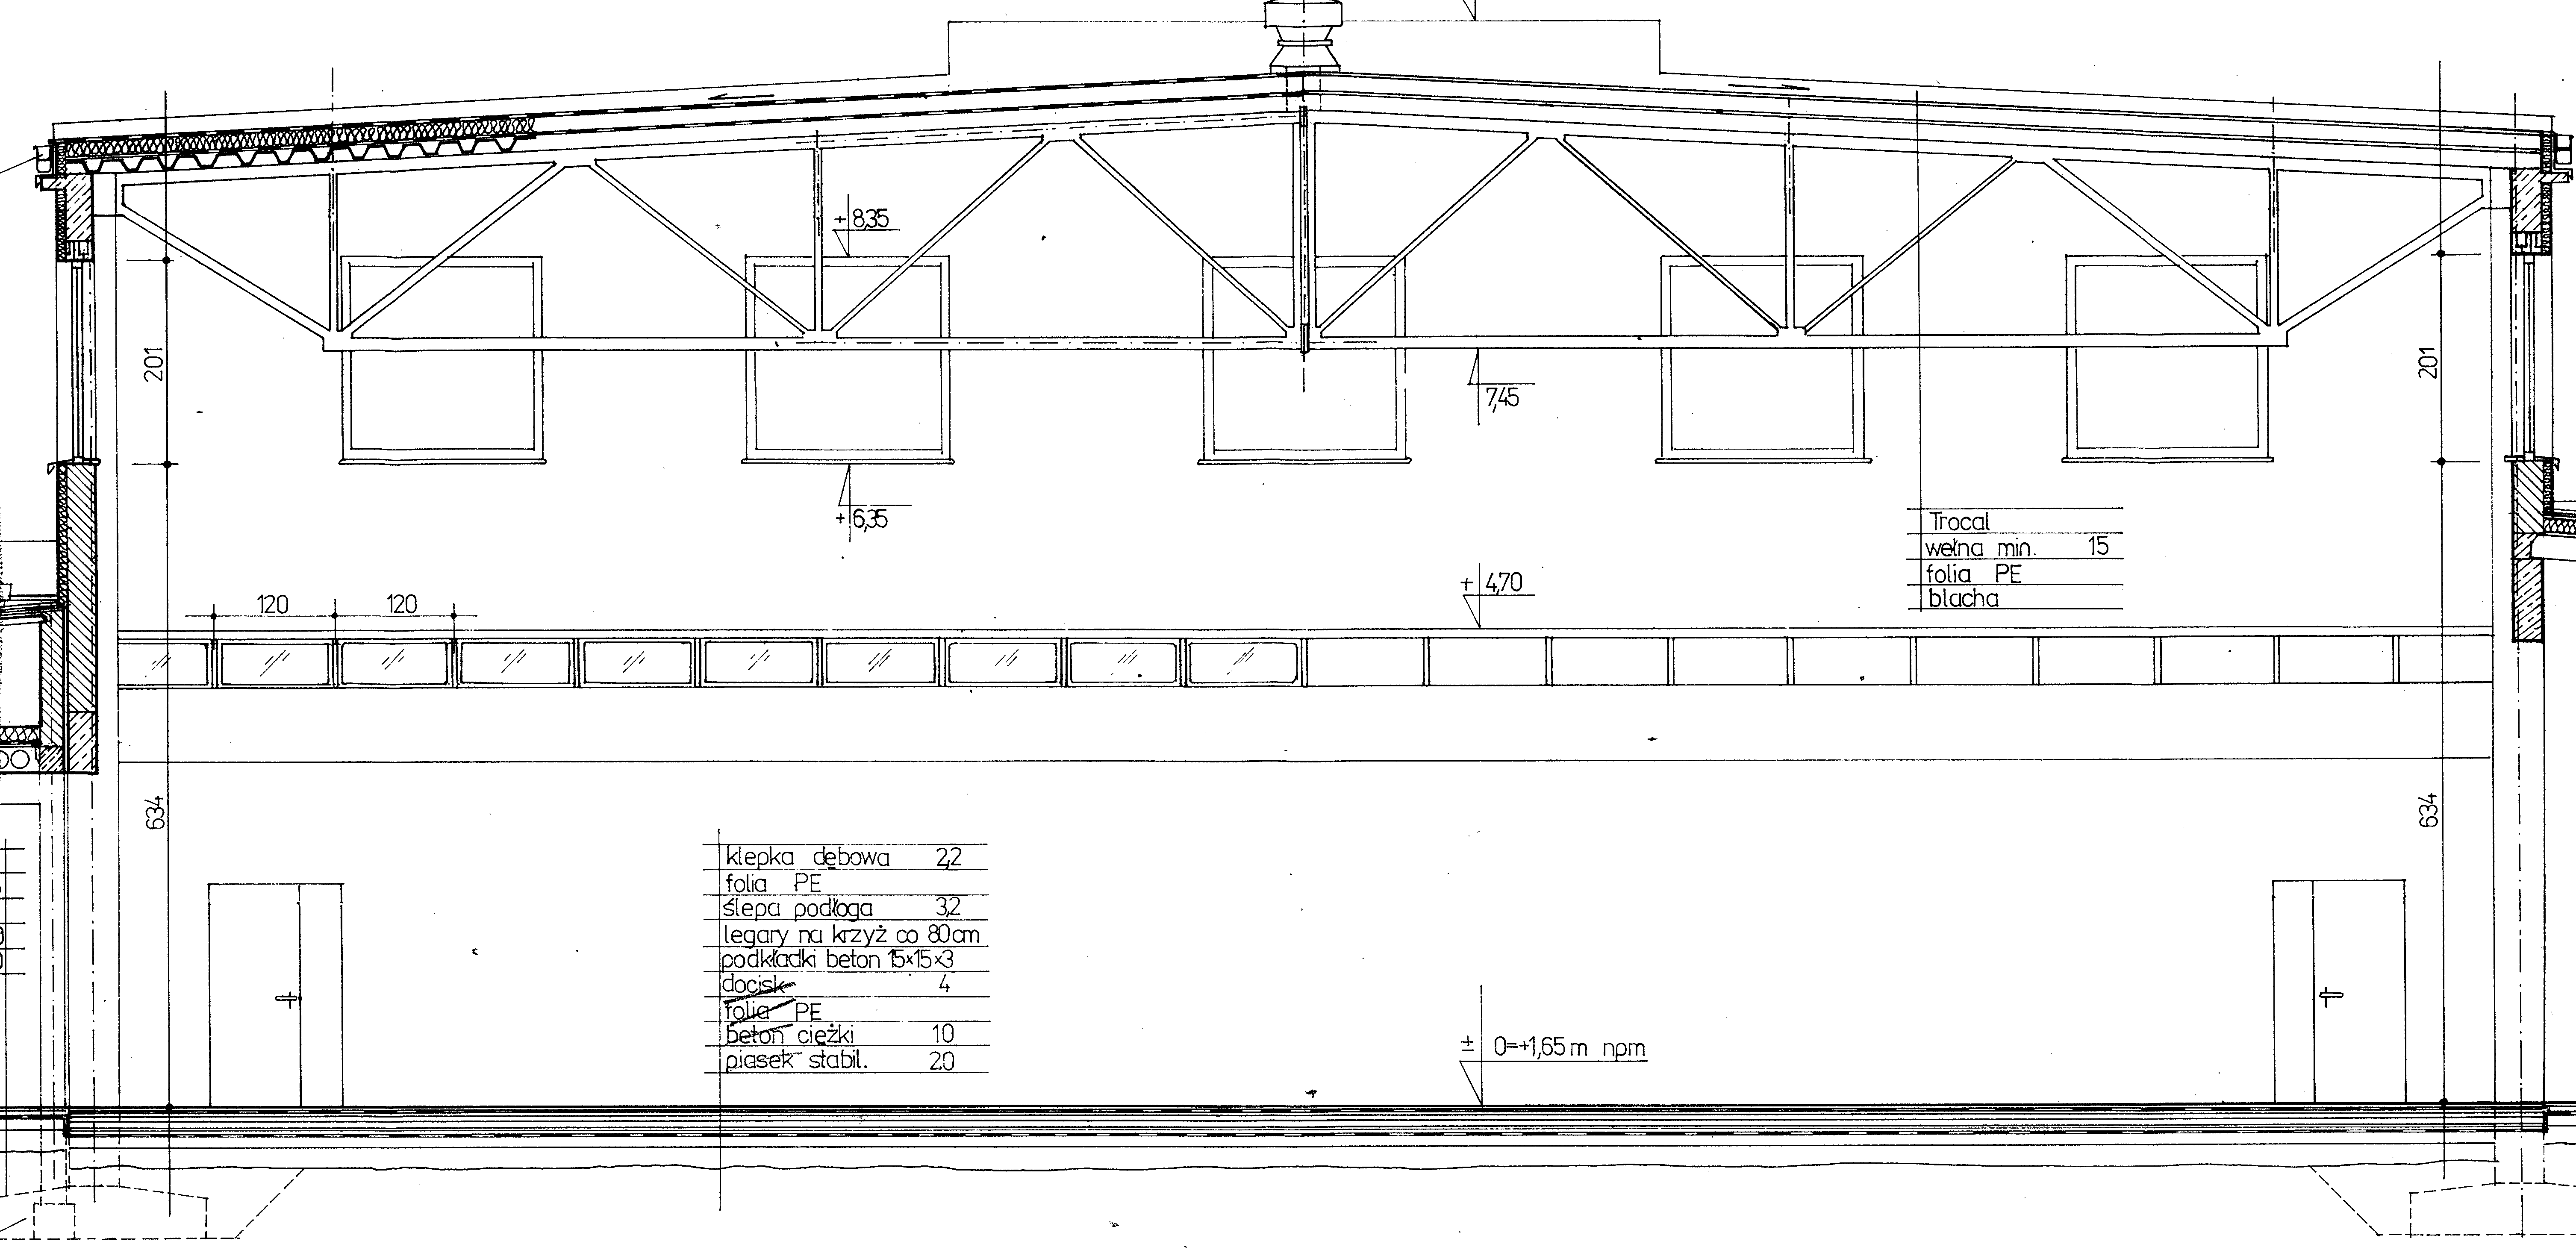 + 8,35
201
201
7,45
+ 6,35
Trocal
wełna min. 15
folia PE
blacha
+ 4,70
120 120
634
634
klepka dębowa 2,2
folia PE
ślepa podłoga 3,2
legary na krzyż co 80cm
podkładki beton 15×15×3
docisk 4
folia PE
beton ciężki 10
piasek stabil. 20
± 0=+1,65m npm